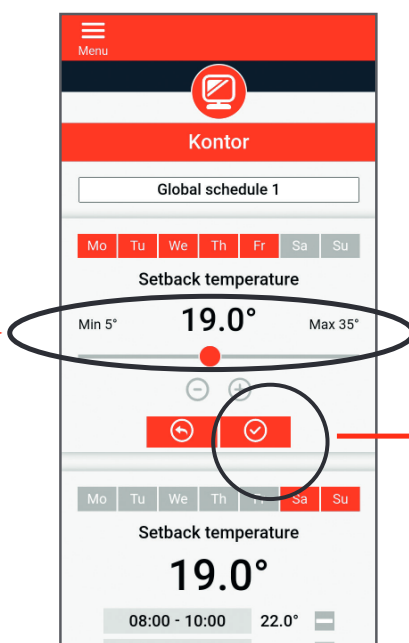 Menu
Kontor
Global schedule 1
Mo Tu We Th Fr Sa Su
Setback temperature
Min 5° 19.0° Max 35°
Mo Tu We Th Fr Sa Su
Setback temperature
19.0°
08:00 - 10:00 22.0°